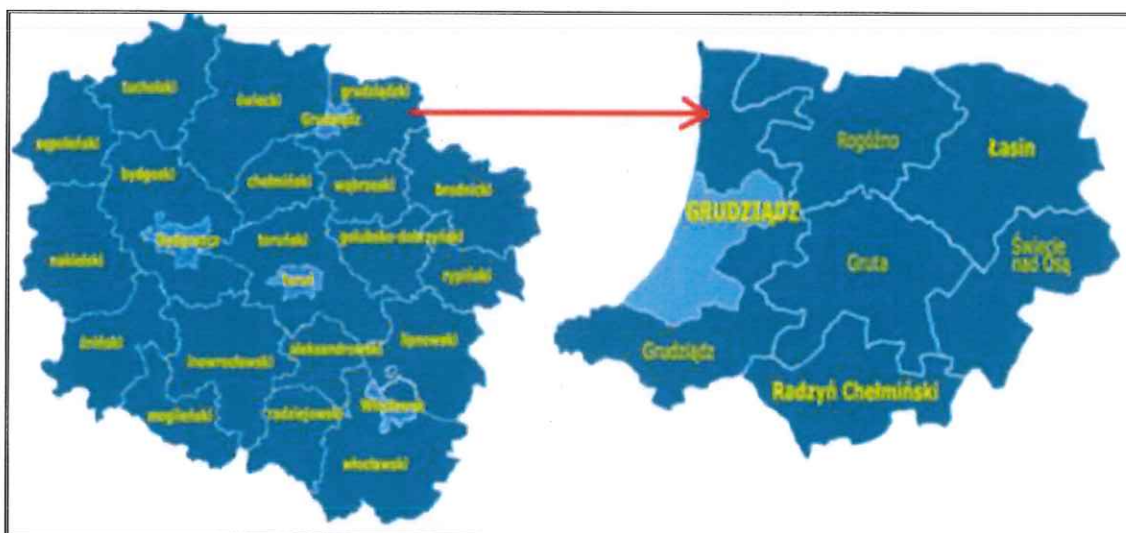 tucholski
świecki
grudziądzki
Grudziądz
sępoleński
bydgoski
chełmiński
wąbrzeski
brodnicki
Bydgoszcz
toruński
golubsko-dobrzyński
nakielski
Toruń
rypiński
żniński
inowrocławski
aleksandrowski
lipnowski
mogileński
radziejowski
Włocławek
włocławski
Rogóźno
Łasin
GRUDZIĄDZ
Gruta
Świecie
nad Osą
Grudziądz
Radzyń Chełmiński